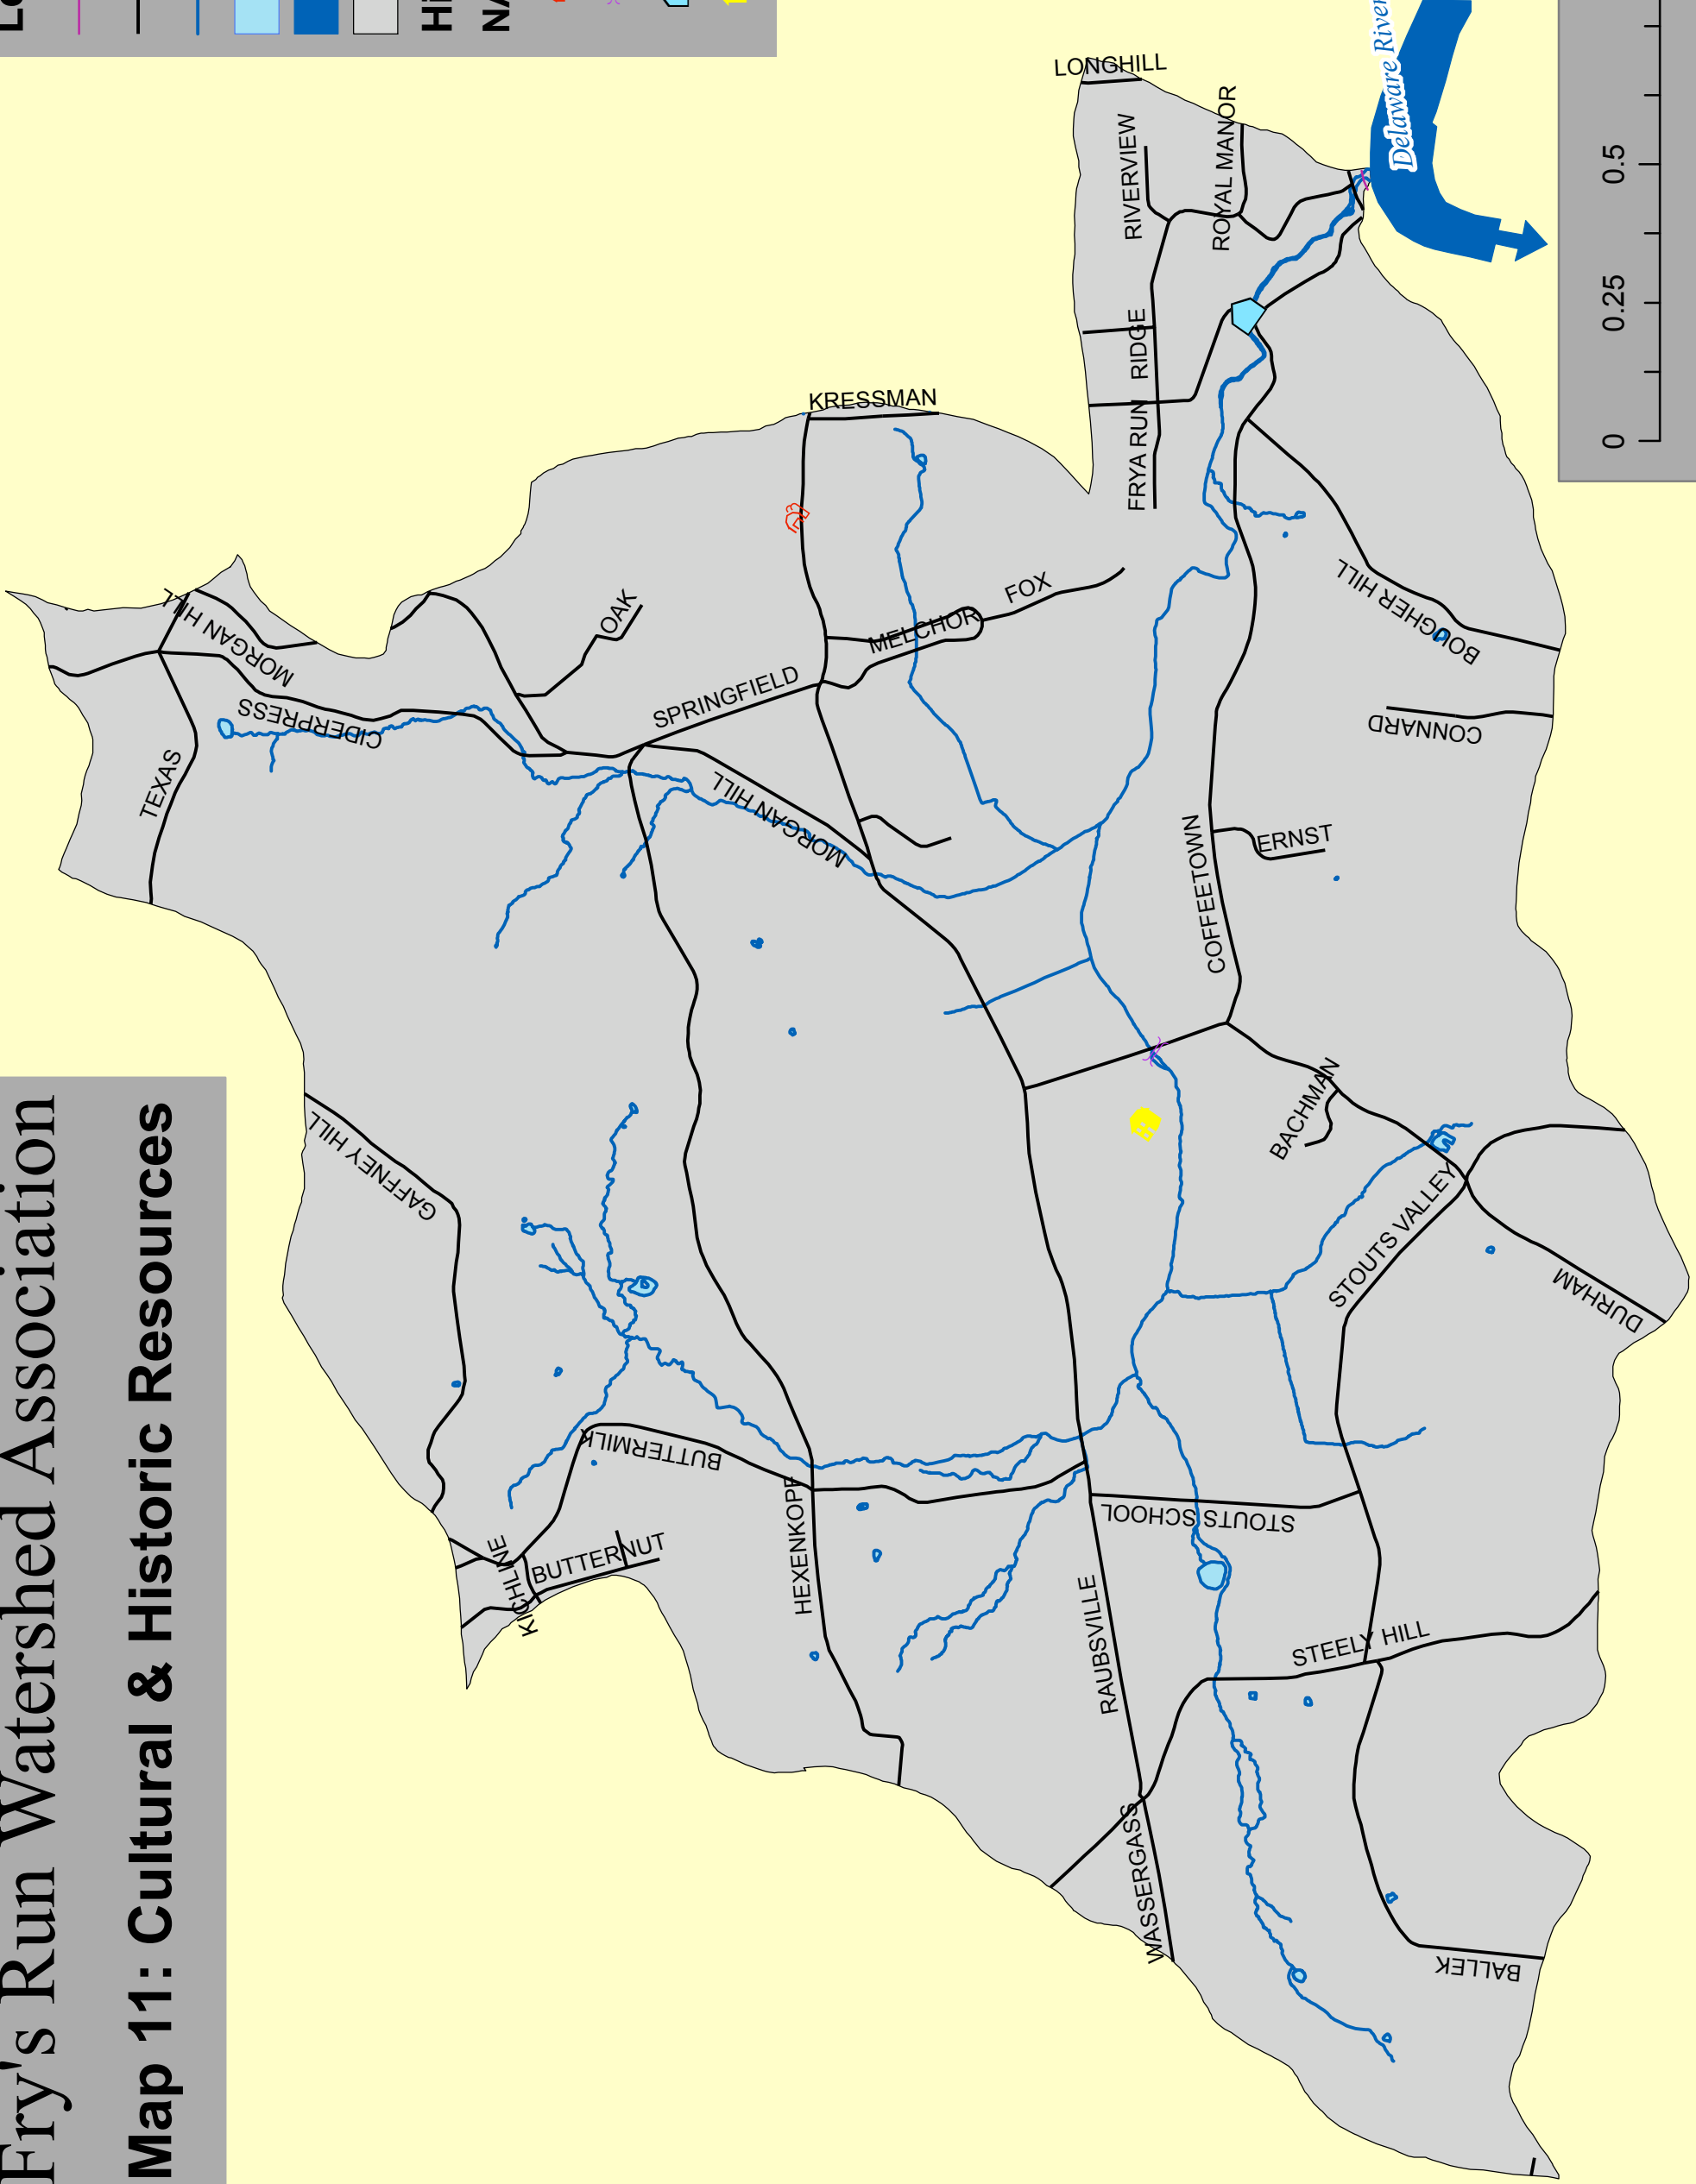 Fry's Run Watershed Association
Map 11: Cultural & Historic Resources
LONGHILL
RIVERVIEW
ROYAL MANOR
Delaware River
RIDGE
FRYA RUN
KRESSMAN
MORGAN HILL
OAK
MELCHOR
FOX
BOUGHER HILL
CIDERPRESS
SPRINGFIELD
CONNARD
TEXAS
MORGAN HILL
ERNST
COFFEETOWN
GAFFNEY HILL
BACHMAN
STOUTS VALLEY
DURHAM
BUTTERMILK
HEXENKOPF
STOUTS SCHOOL
KICHLINE
BUTTERNUT
RAUBSVILLE
STEELY HILL
WASSERGASS
BALLEK
0
0.25
0.5